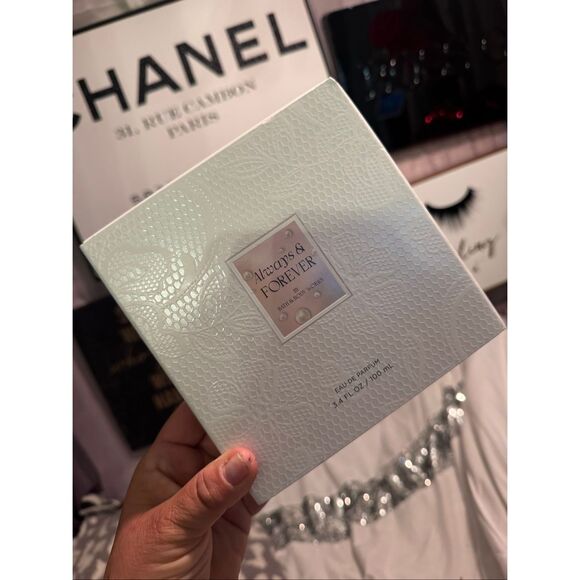 CHANEL
31, RUE CAMBON
PARIS
Always &
FOREVER
BY
BATH & BODY WORKS
EAU DE PARFUM
3.4 FL OZ / 100 mL